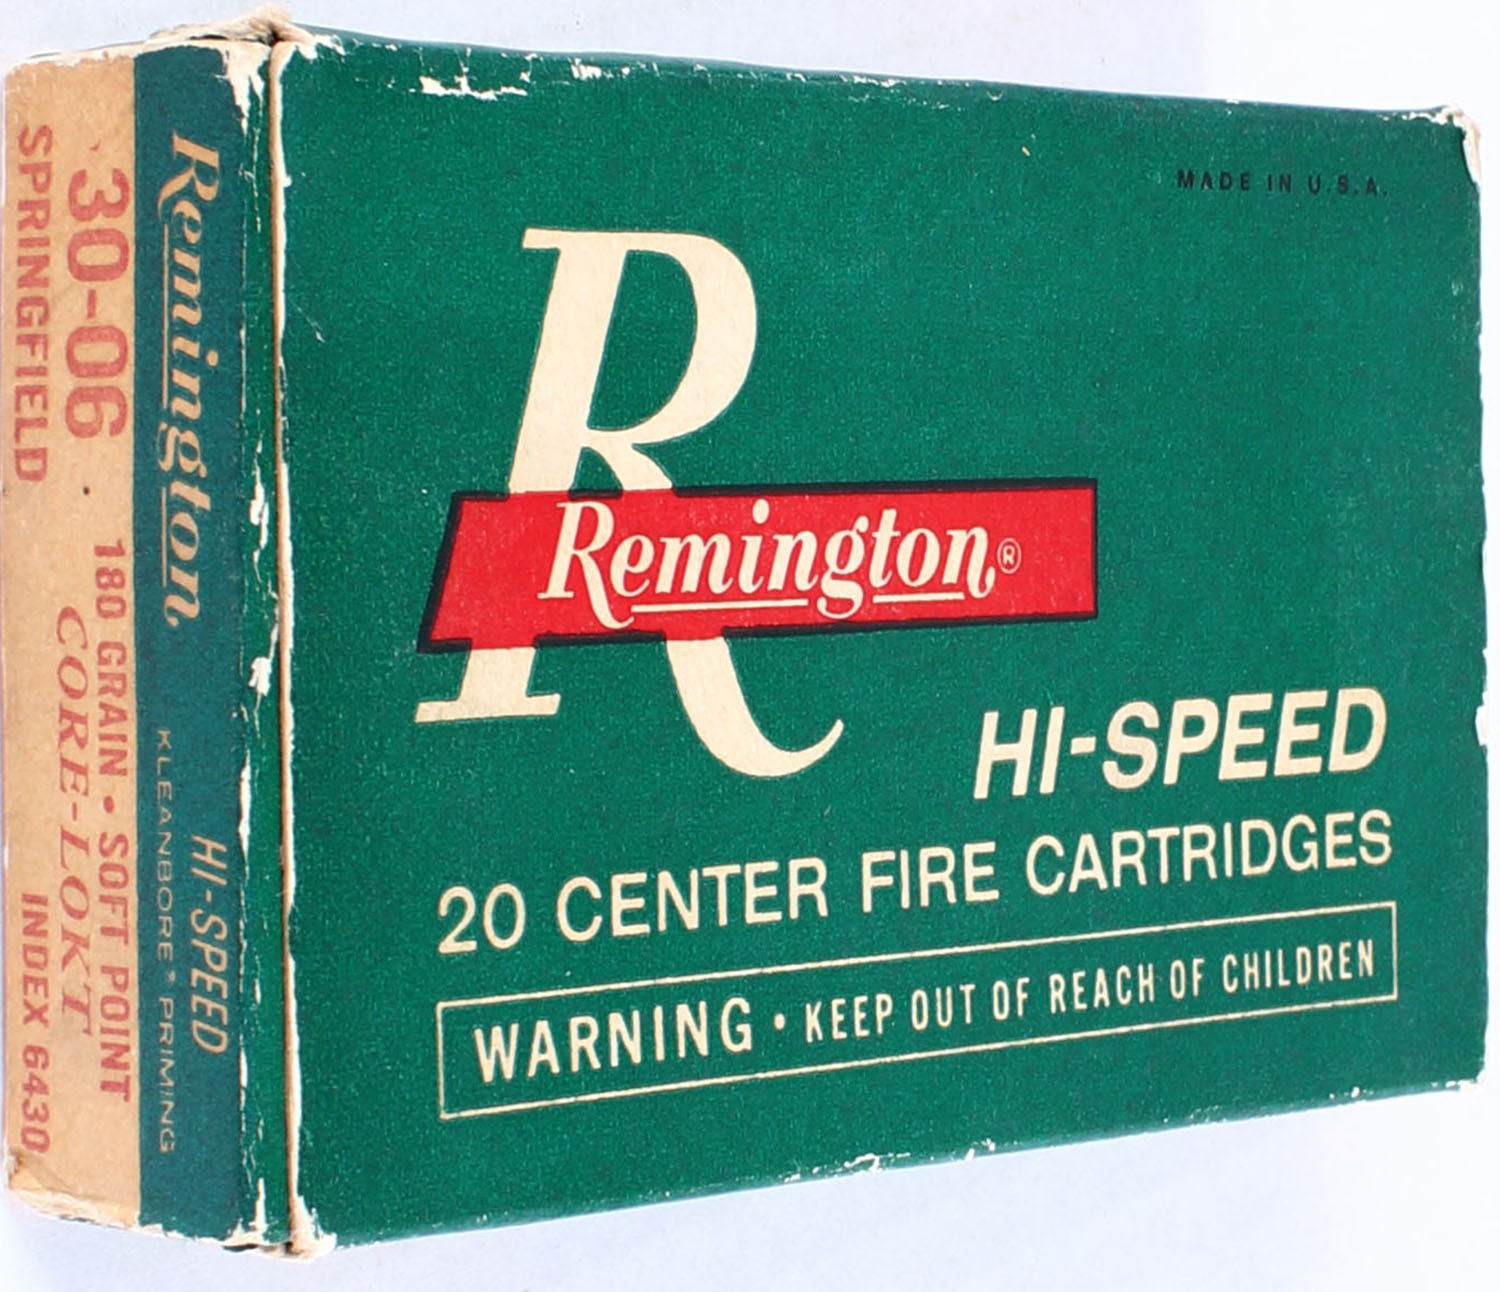 MADE IN U.S.A.
R
Remington®
HI-SPEED
20 CENTER FIRE CARTRIDGES
WARNING • KEEP OUT OF REACH OF CHILDREN
Remington
HI-SPEED
KLEANBORE® PRIMING
30-06
SPRINGFIELD
180 GRAIN • SOFT POINT
CORE-LOKT
INDEX 6430